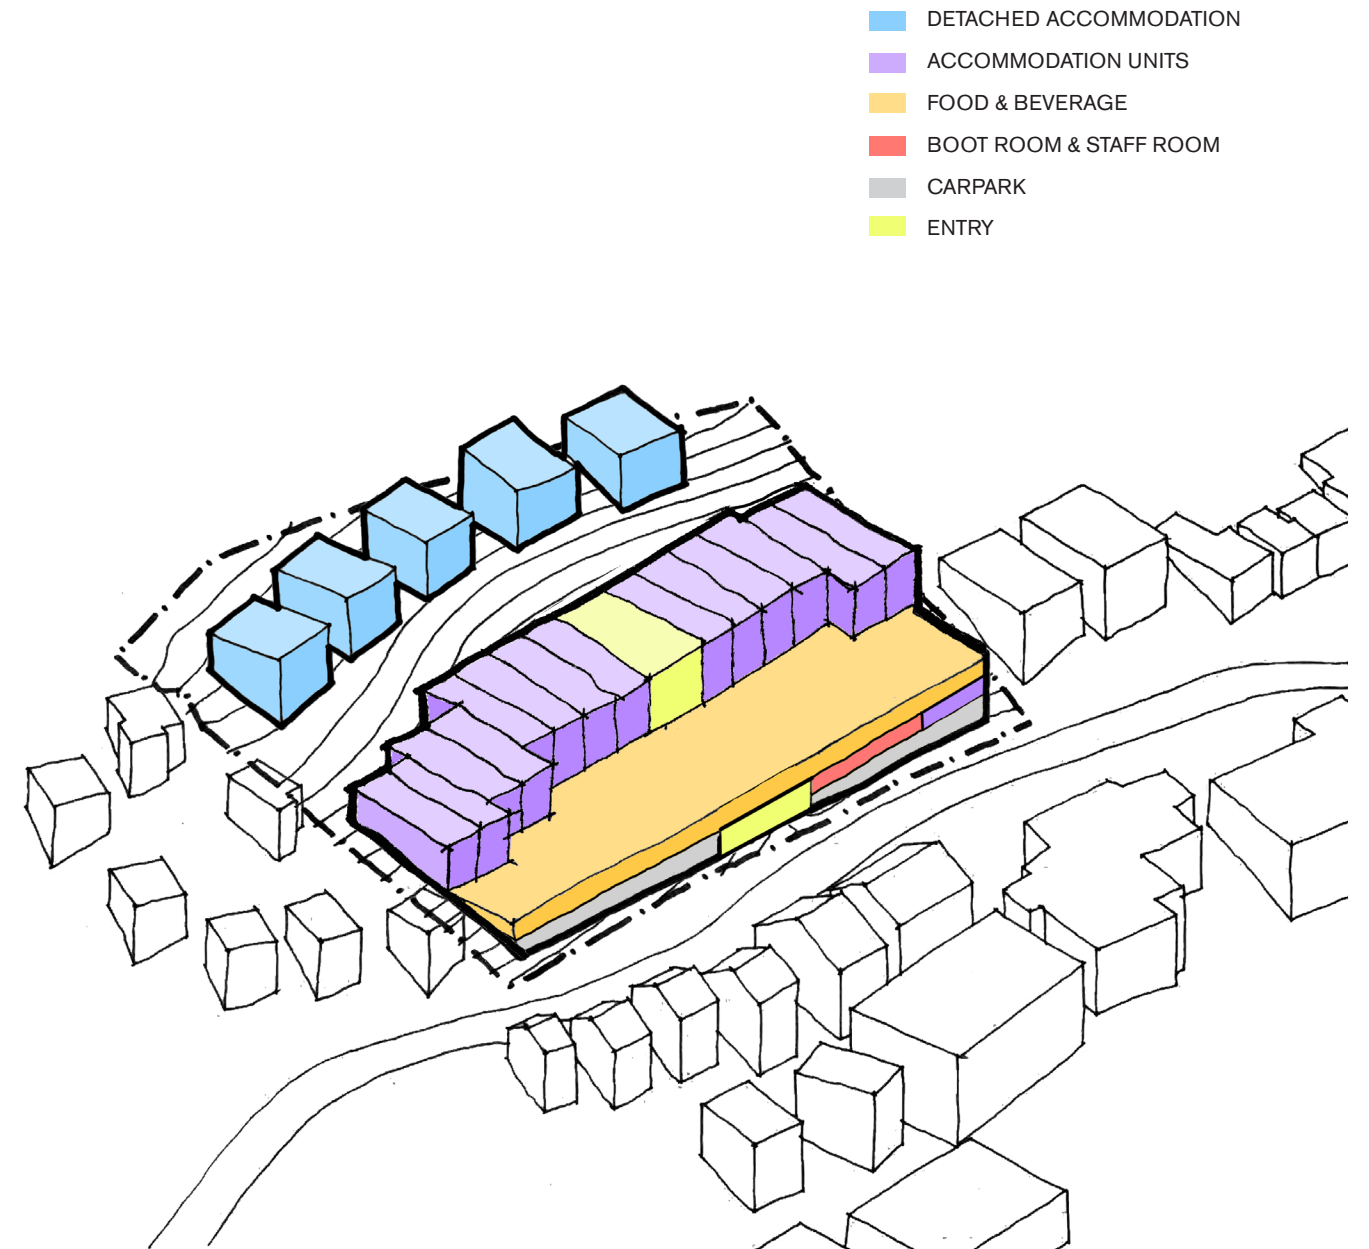 DETACHED ACCOMMODATION
ACCOMMODATION UNITS
FOOD & BEVERAGE
BOOT ROOM & STAFF ROOM
CARPARK
ENTRY